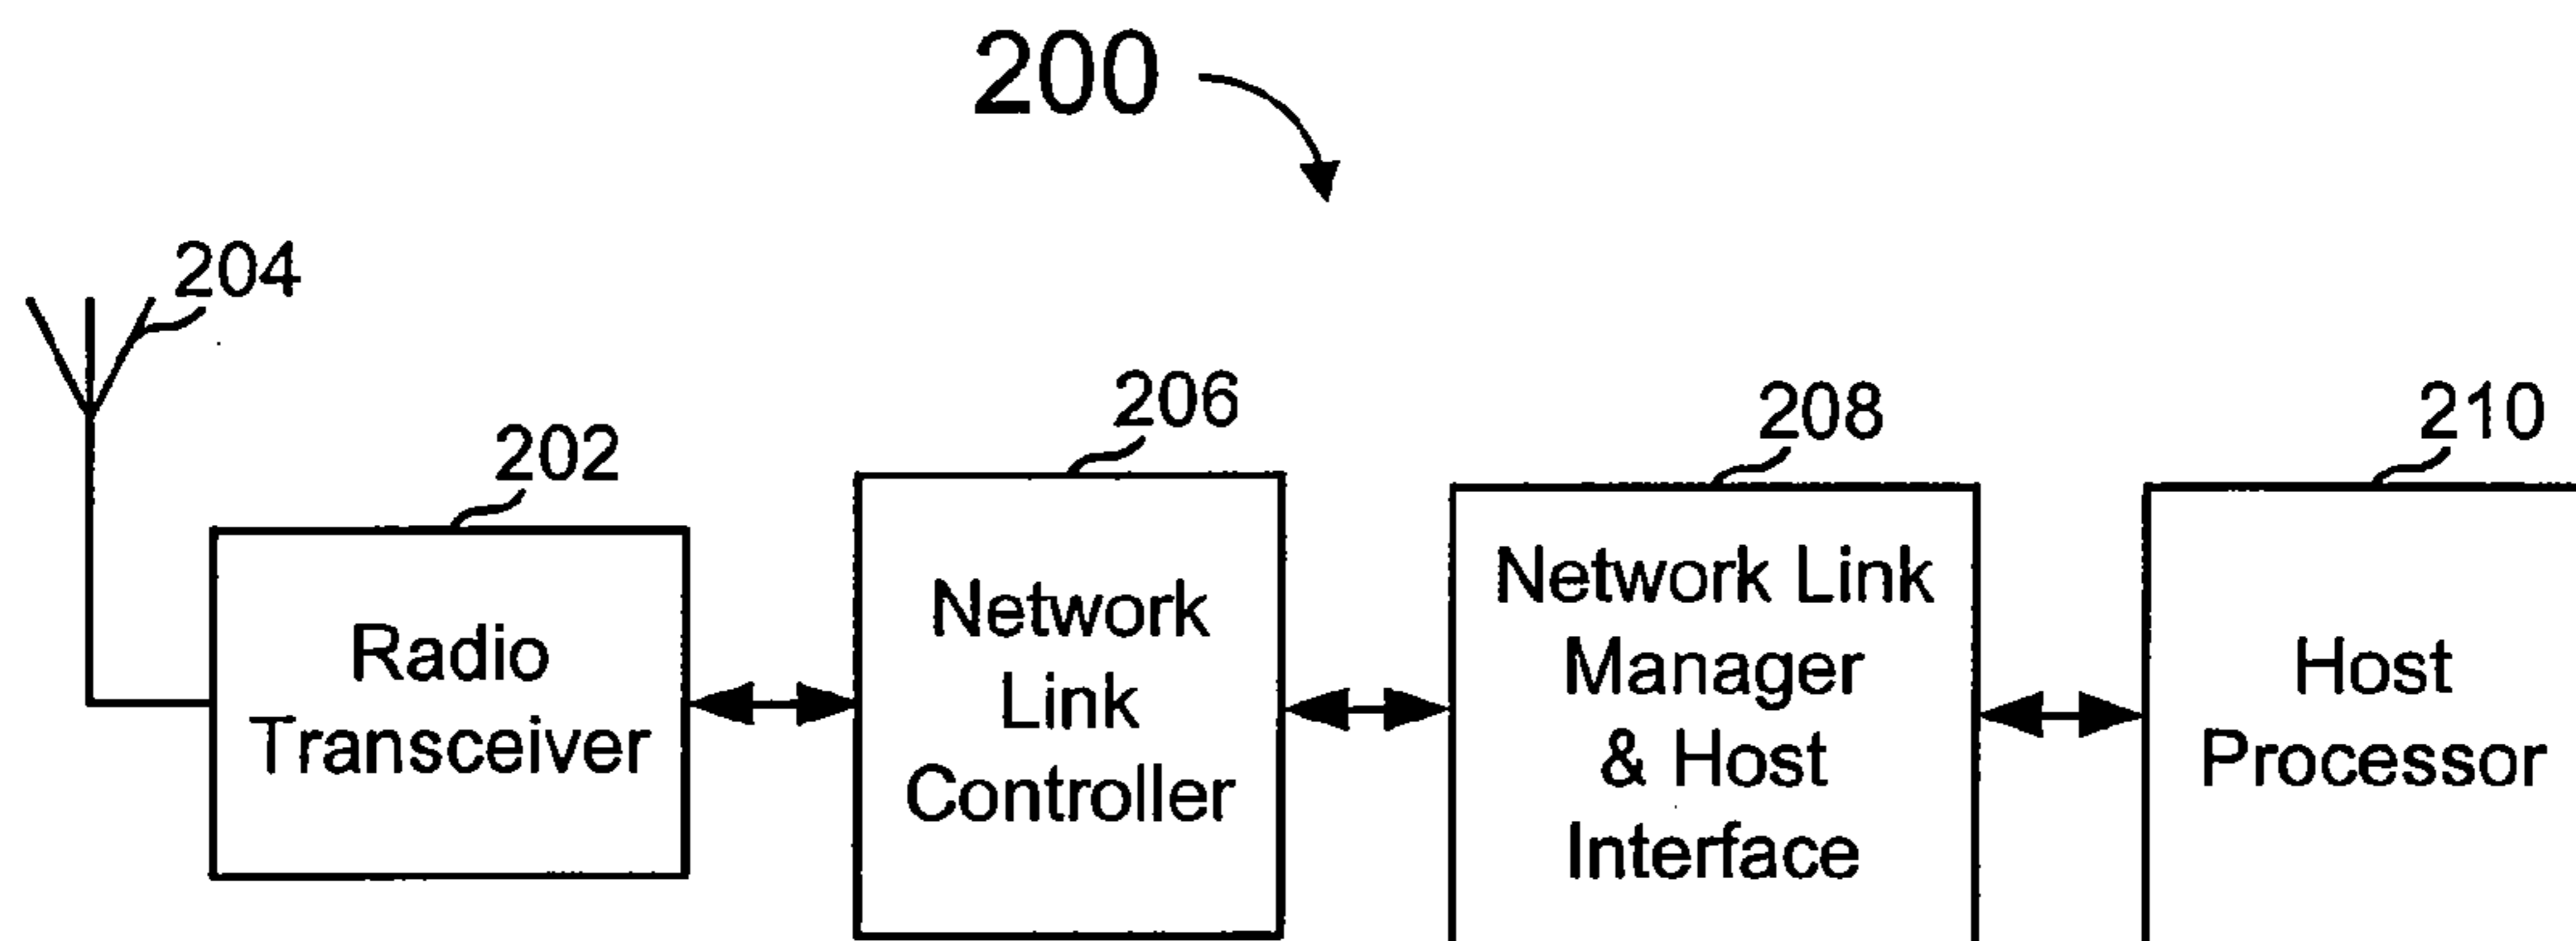 200
204
202
206
208
210
Radio
Transceiver
Network
Link
Controller
Network Link
Manager
& Host
Interface
Host
Processor